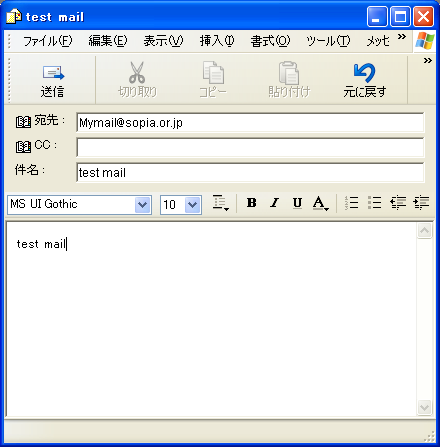 test mail
ファイル(F) 編集(E) 表示(V) 挿入(I) 書式(O) ツール(T) メッセ »
送信 切り取り コピー 貼り付け 元に戻す »
宛先: Mymail@sopia.or.jp
CC:
件名: test mail
MS UI Gothic 10 B I U A
test mail